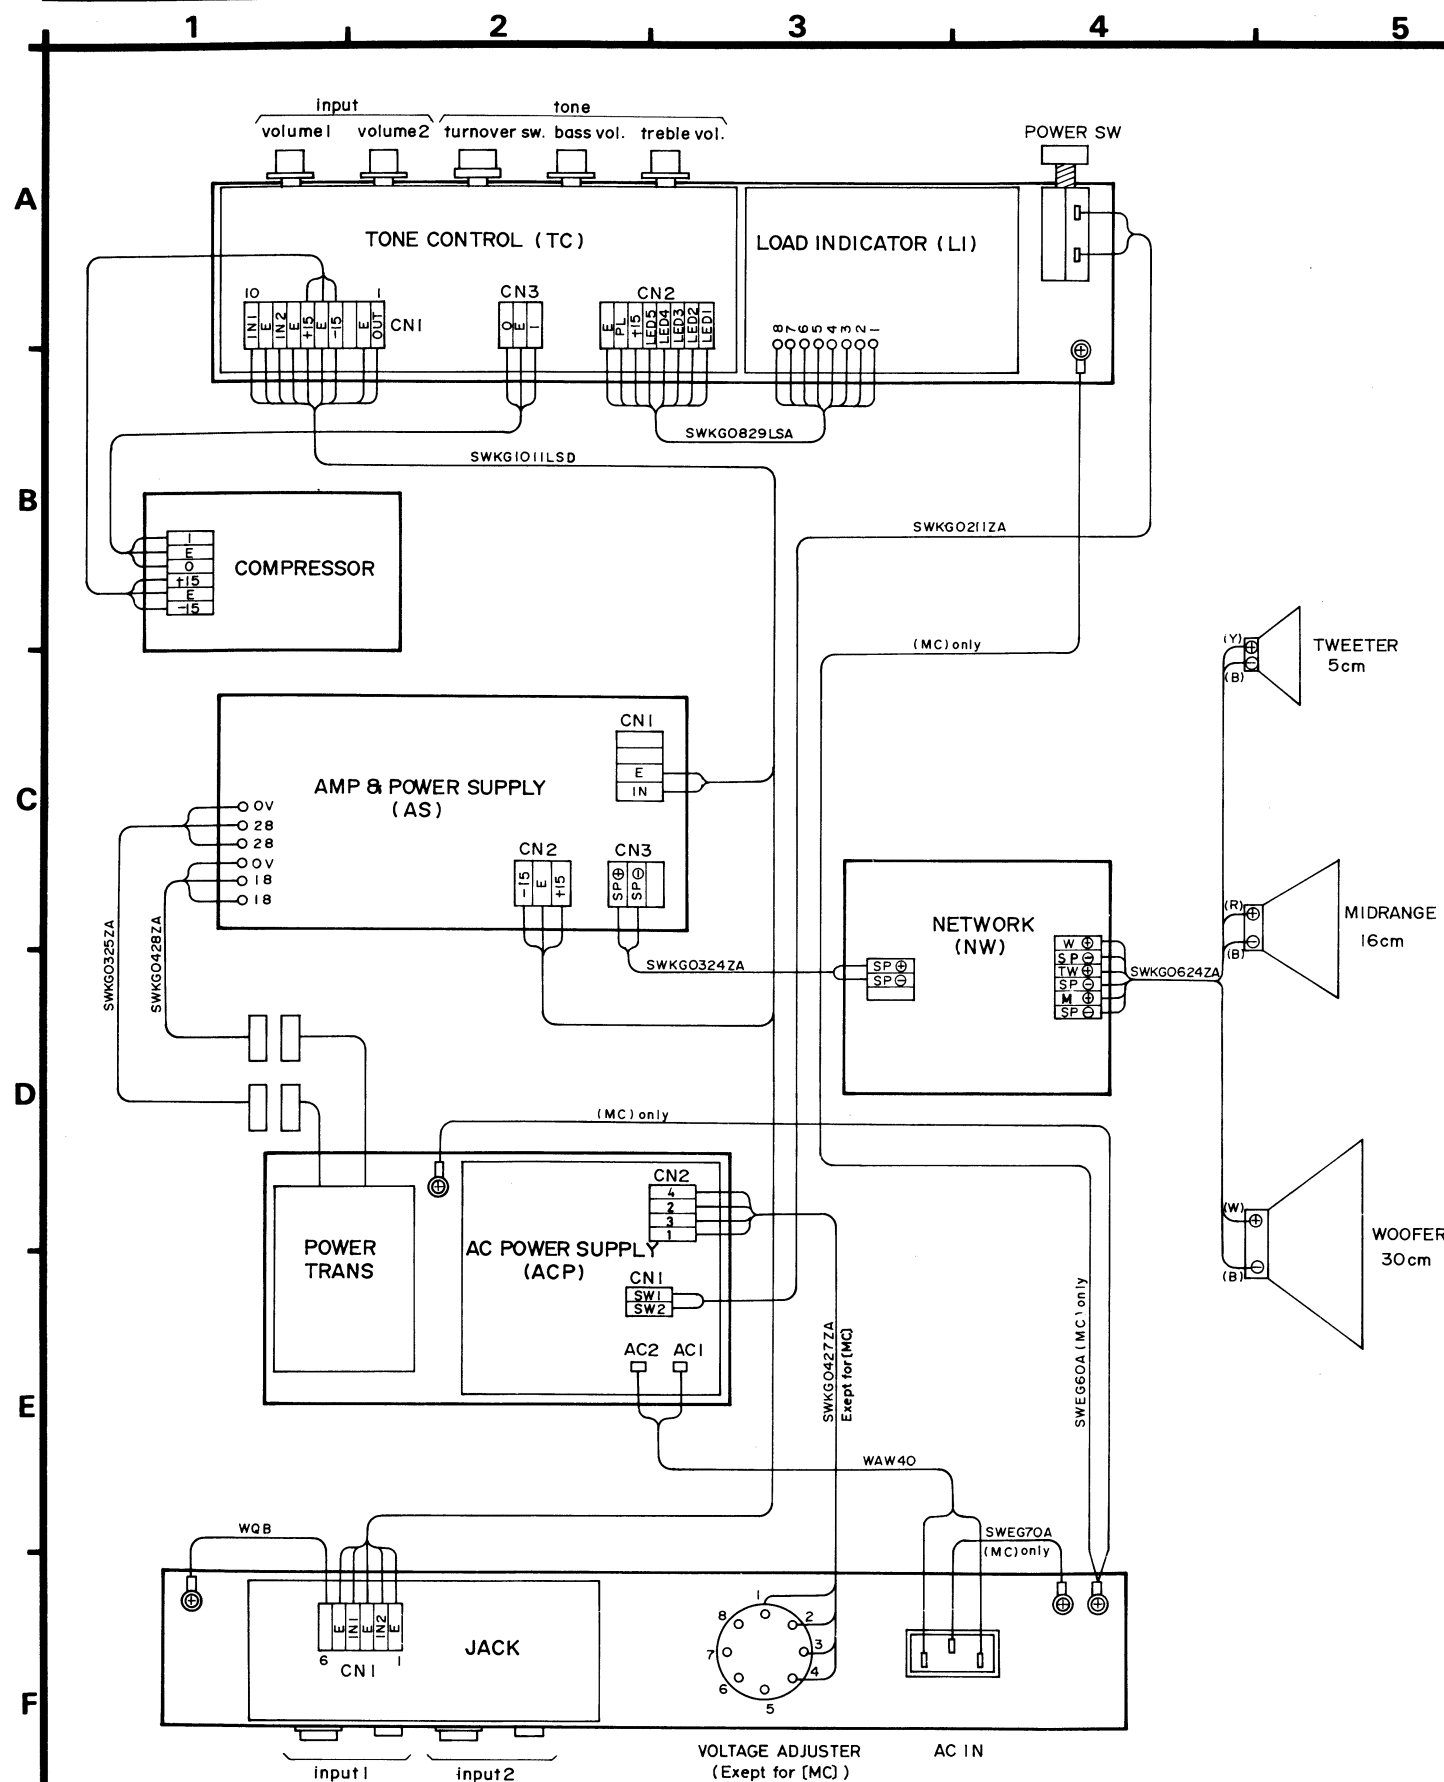 1 2 3 4 5
input tone
volume1 volume2 turnover sw. bass vol. treble vol.
POWER SW
A
TONE CONTROL (TC)
LOAD INDICATOR (LI)
10 1
CN1
IN1 E IN2 E +15 E -15 E OUT
CN3
O E I
CN2
E PL +15 LED5 LED4 LED3 LED2 LED1
8 7 6 5 4 3 2 1
SWKG0829LSA
SWKG1011LSD
B
SWKG0211ZA
COMPRESSOR
I
E
O
+15
E
-15
(MC) only
(Y)
(B)
TWEETER
5cm
C
AMP & POWER SUPPLY
(AS)
CN1
E
IN
0V
28
28
0V
18
18
CN2
-15 E +15
CN3
SP⊕ SP⊖
SWKG0325ZA
SWKG0428ZA
SWKG0324ZA
NETWORK
(NW)
SP ⊕
SP ⊖
W ⊕
SP⊖
TW⊕
SP⊖
M ⊕
SP⊖
SWKG0624ZA
(R)
(B)
MIDRANGE
16cm
D
(MC) only
POWER
TRANS
AC POWER SUPPLY
(ACP)
CN2
4
2
3
1
CN1
SW1
SW2
AC2 AC1
(W)
(B)
WOOFER
30cm
E
SWKG0427ZA
Exept for [MC]
SWEG60A (MC) only
WAW40
WQB
SWEG70A
(MC) only
F
E IN1 E IN2 E
6 1
CN1
JACK
1
2
3
4
5
6
7
8
input1 input2
VOLTAGE ADJUSTER
(Exept for [MC])
AC IN